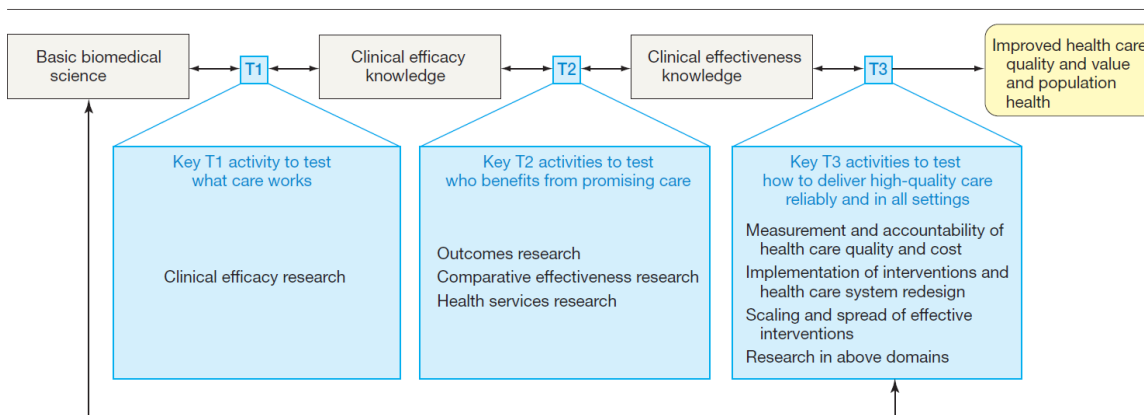 Basic biomedical
science
T1
Clinical efficacy
knowledge
T2
Clinical effectiveness
knowledge
T3
Improved health care
quality and value
and population
health
Key T1 activity to test
what care works
Clinical efficacy research
Key T2 activities to test
who benefits from promising care
Outcomes research
Comparative effectiveness research
Health services research
Key T3 activities to test
how to deliver high-quality care
reliably and in all settings
Measurement and accountability of
health care quality and cost
Implementation of interventions and
health care system redesign
Scaling and spread of effective
interventions
Research in above domains